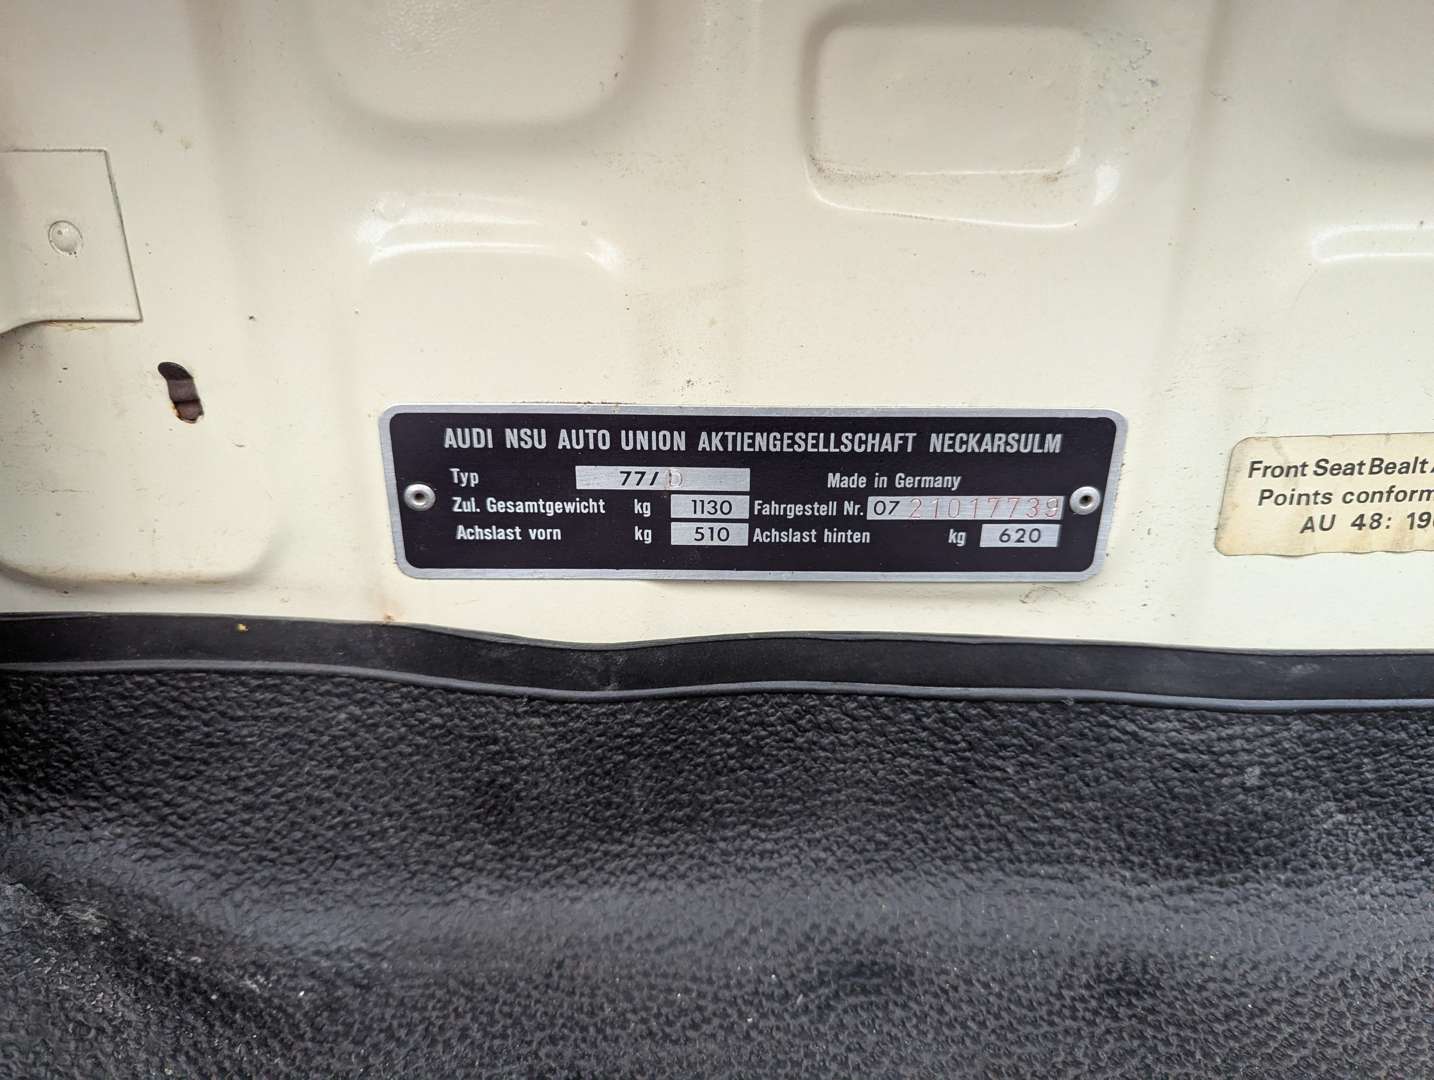 AUDI NSU AUTO UNION AKTIENGESELLSCHAFT NECKARSULM
Typ 77/D Made in Germany
Zul. Gesamtgewicht kg 1130 Fahrgestell Nr. 07 21017739
Achslast vorn kg 510 Achslast hinten kg 620
Front Seat Bealt
Points conform
AU 48: 19